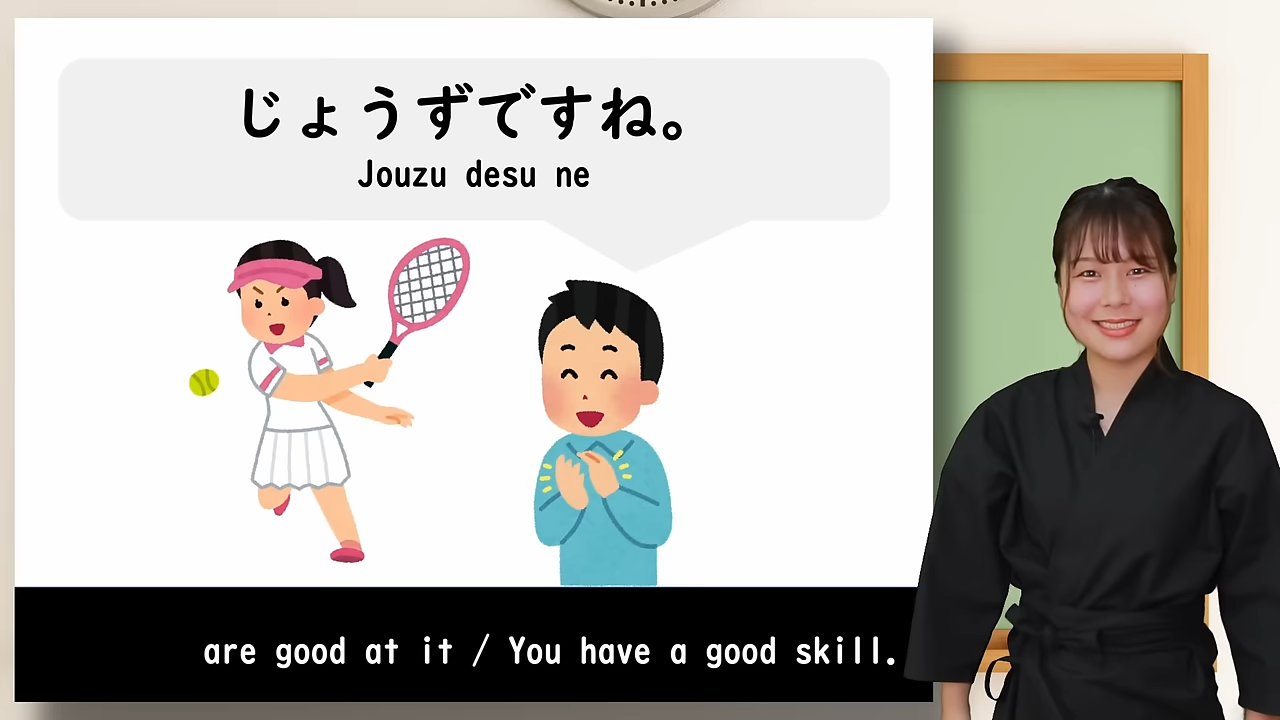 じょうずですね。
Jouzu desu ne
are good at it / You have a good skill.